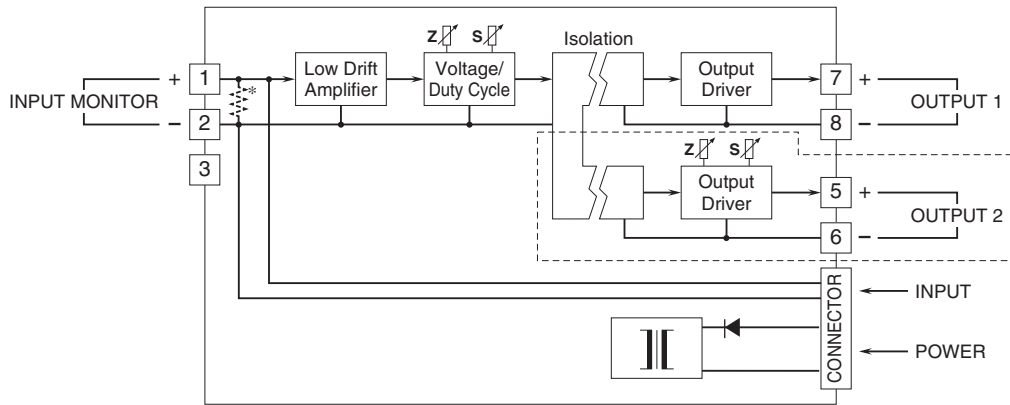 Isolation
Z S
1 + Low Drift Amplifier
Voltage/
Duty Cycle
Output
Driver
7 +
INPUT MONITOR
*
OUTPUT 1
− 2
8 −
3
Z S
Output
Driver
5 +
OUTPUT 2
6 −
CONNECTOR
INPUT
POWER